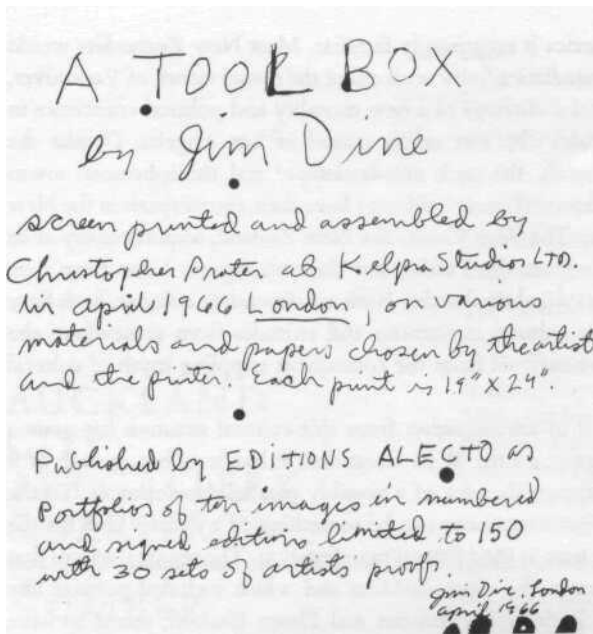 A TOOL BOX
by Jim Dine
screen printed and assembled by
Christopher Prater at Kelpra Studios LTD.
in april 1966 London, on various
materials and papers chosen by the artist
and the printer. Each print is 19" X 24".
Published by EDITIONS ALECTO as
Portfolios of ten images in numbered
and signed editions limited to 150
with 30 sets of artists proof.
Jim Dine. London
april 1966